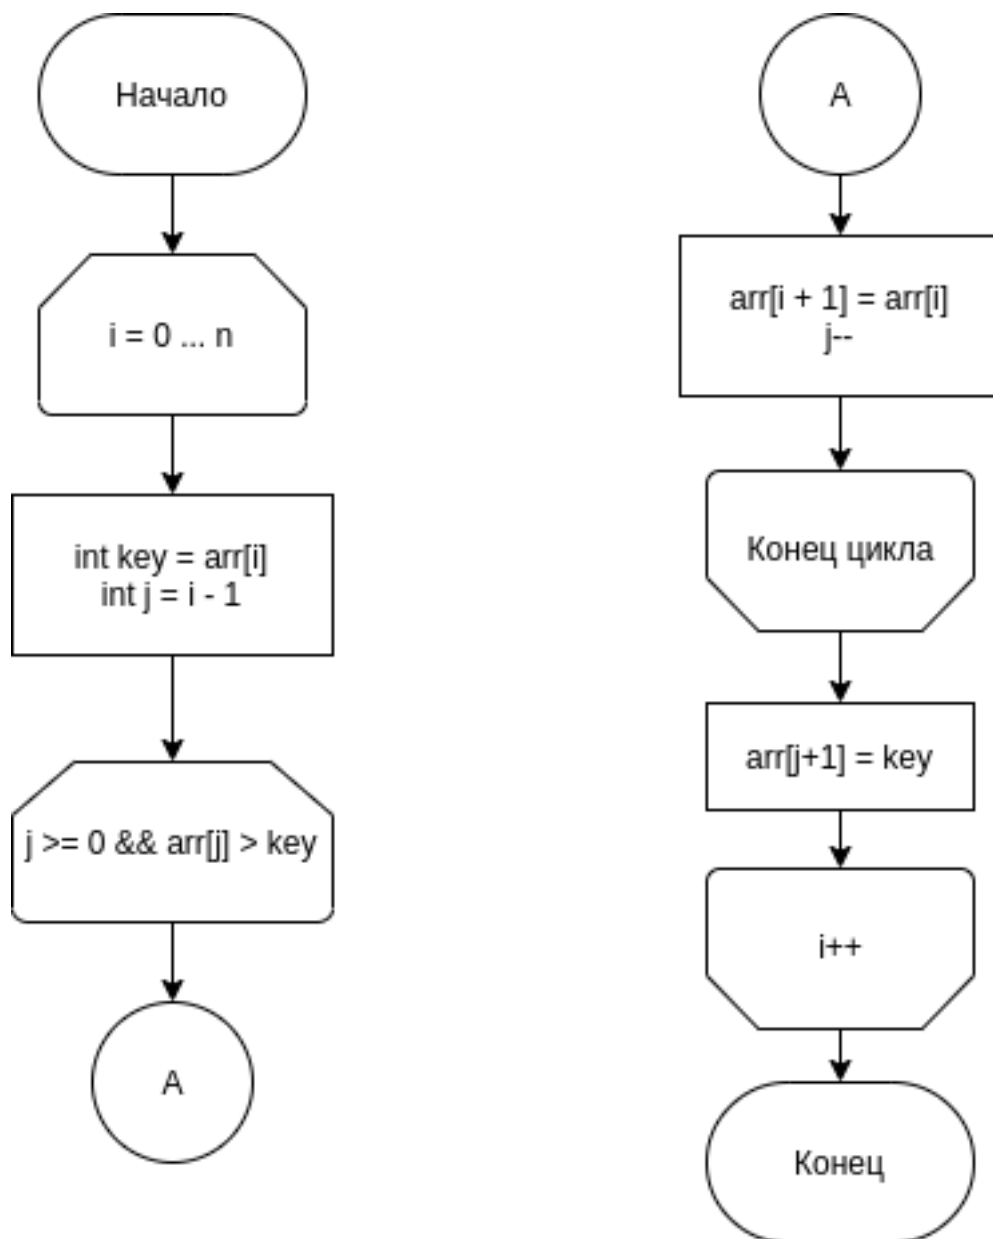 Начало
i = 0 ... n
int key = arr[i]
int j = i - 1
j >= 0 && arr[j] > key
A
A
arr[i + 1] = arr[i]
j--
Конец цикла
arr[j+1] = key
i++
Конец